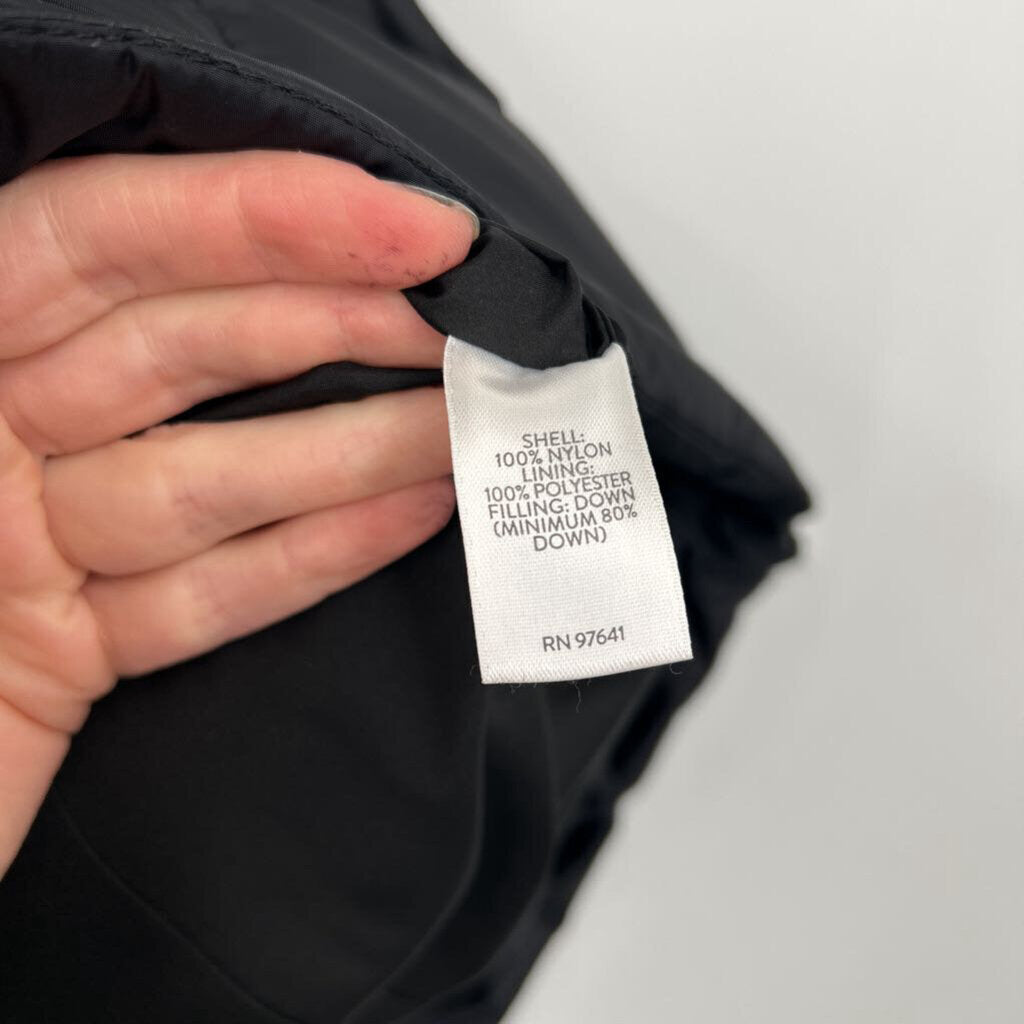 SHELL:
100% NYLON
LINING:
100% POLYESTER
FILLING: DOWN
(MINIMUM 80%
DOWN)
RN 97641